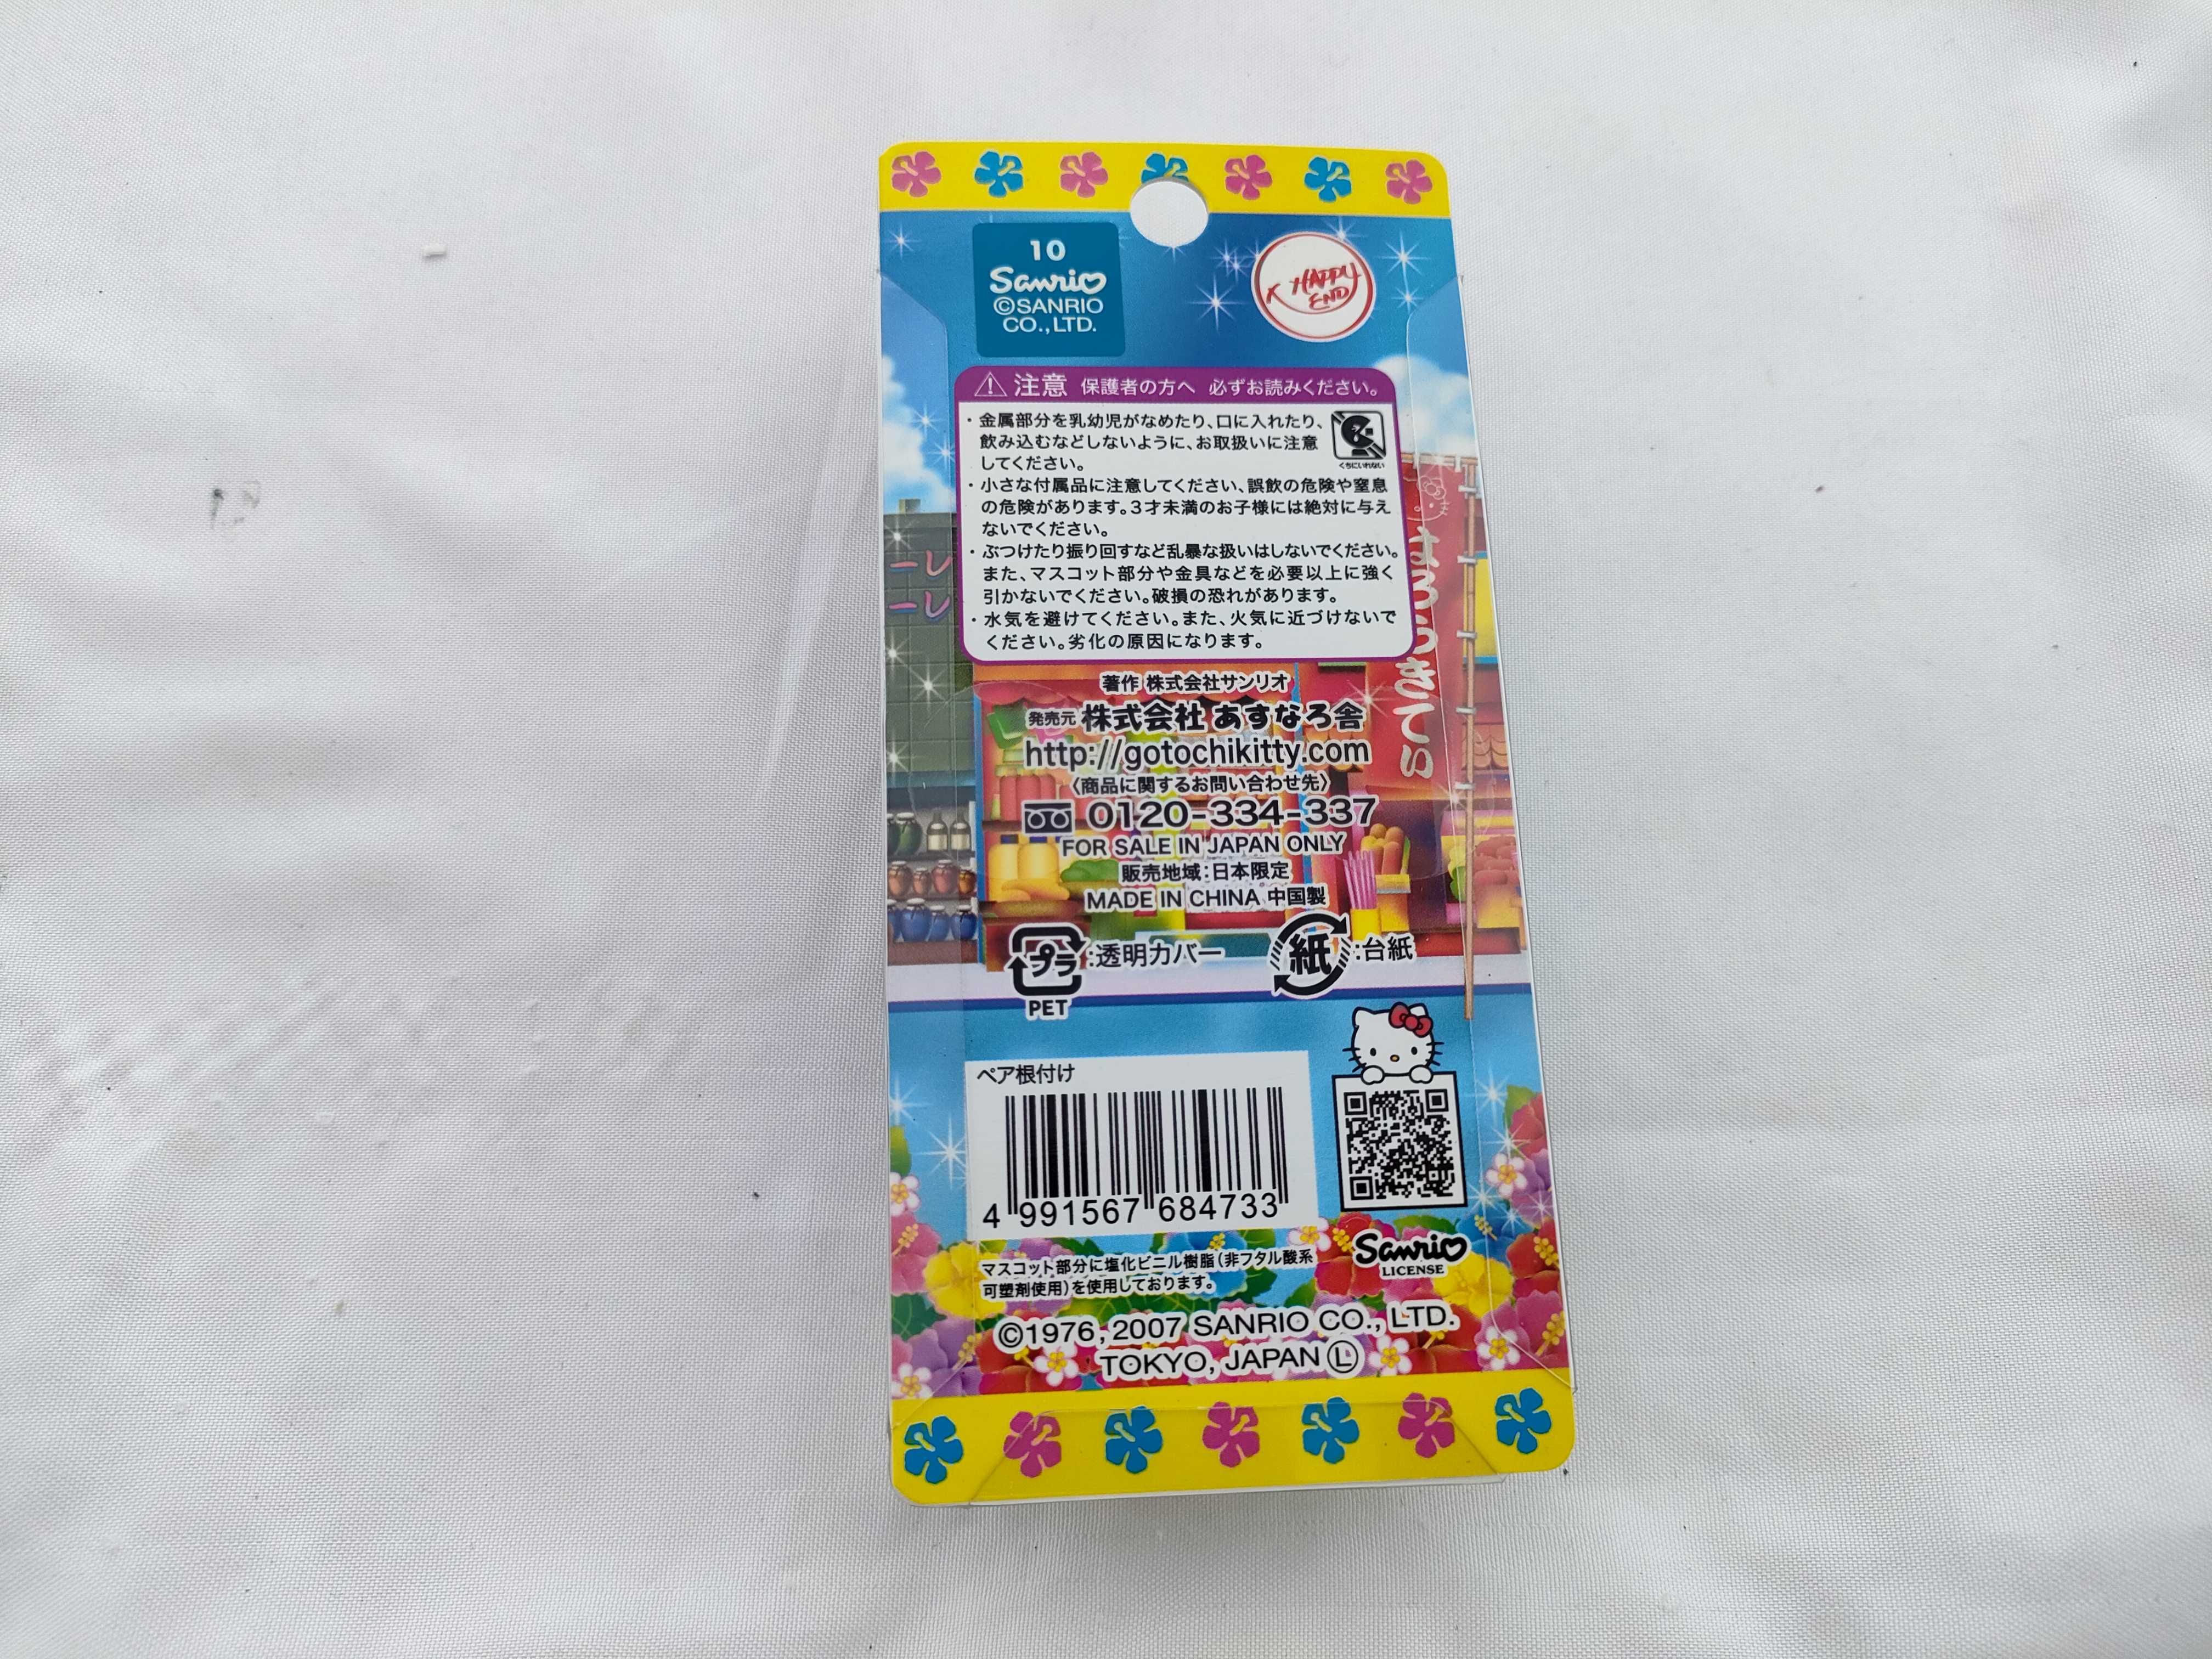 10
Sanrio
©SANRIO
CO.,LTD.
HAPPY
END
注意 保護者の方へ 必ずお読みください。
・金属部分を乳幼児がなめたり、口に入れたり、
飲み込むなどしないように、お取扱いに注意
してください。
くちにいれない
・小さな付属品に注意してください、誤飲の危険や窒息
の危険があります。3才未満のお子様には絶対に与え
ないでください。
・ぶつけたり振り回すなど乱暴な扱いはしないでください。
また、マスコット部分や金具などを必要以上に強く
引かないでください。破損の恐れがあります。
・水気を避けてください。また、火気に近づけないで
ください。劣化の原因になります。
ーレ
ーレ
はろうきてぃ
著作 株式会社サンリオ
発売元 株式会社 あすなろ舎
http://gotochikitty.com
〈商品に関するお問い合わせ先〉
0120-334-337
FOR SALE IN JAPAN ONLY
販売地域:日本限定
MADE IN CHINA 中国製
プラ :透明カバー 紙 :台紙
PET
ペア根付け
4 991567 684733
マスコット部分に塩化ビニル樹脂(非フタル酸系
可塑剤使用)を使用しております。
Sanrio
LICENSE
©1976, 2007 SANRIO CO., LTD.
TOKYO, JAPAN Ⓛ